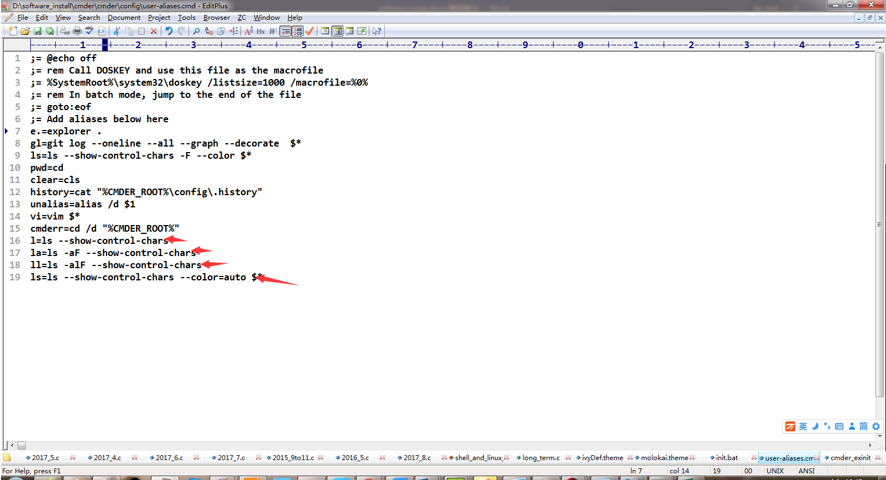 D:\software_install\cmder\cmder\config\user-aliases.cmd - EditPlus
File Edit View Search Document Project Tools Browser ZC Window Help
----+----1----+----2----+----3----+----4----+----5----+----6----+----7----+----8----+----9----+----0----+----1----+----2----+----3----+----4----+----5--
1 ;= @echo off
2 ;= rem Call DOSKEY and use this file as the macrofile
3 ;= %SystemRoot%\system32\doskey /listsize=1000 /macrofile=%0%
4 ;= rem In batch mode, jump to the end of the file
5 ;= goto:eof
6 ;= Add aliases below here
7 e.=explorer .
8 gl=git log --oneline --all --graph --decorate  $*
9 ls=ls --show-control-chars -F --color $*
10 pwd=cd
11 clear=cls
12 history=cat "%CMDER_ROOT%\config\.history"
13 unalias=alias /d $1
14 vi=vim $*
15 cmderr=cd /d "%CMDER_ROOT%"
16 l=ls --show-control-chars
17 la=ls -aF --show-control-chars
18 ll=ls -alF --show-control-chars
19 ls=ls --show-control-chars --color=auto $*
英 简
2017_5.c 2017_4.c 2017_6.c 2017_7.c 2015_9to11.c 2016_5.c 2017_8.c shell_and_linux, long_term.c ivyDef.theme molokai.theme init.bat user-aliases.cm cmder_exinit
For Help, press F1 ln 7 col 14 19 00 UNIX ANSI